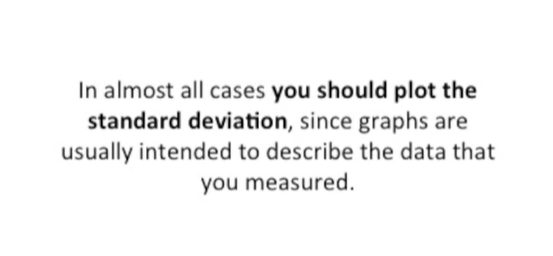 In almost all cases you should plot the
standard deviation, since graphs are
usually intended to describe the data that
you measured.